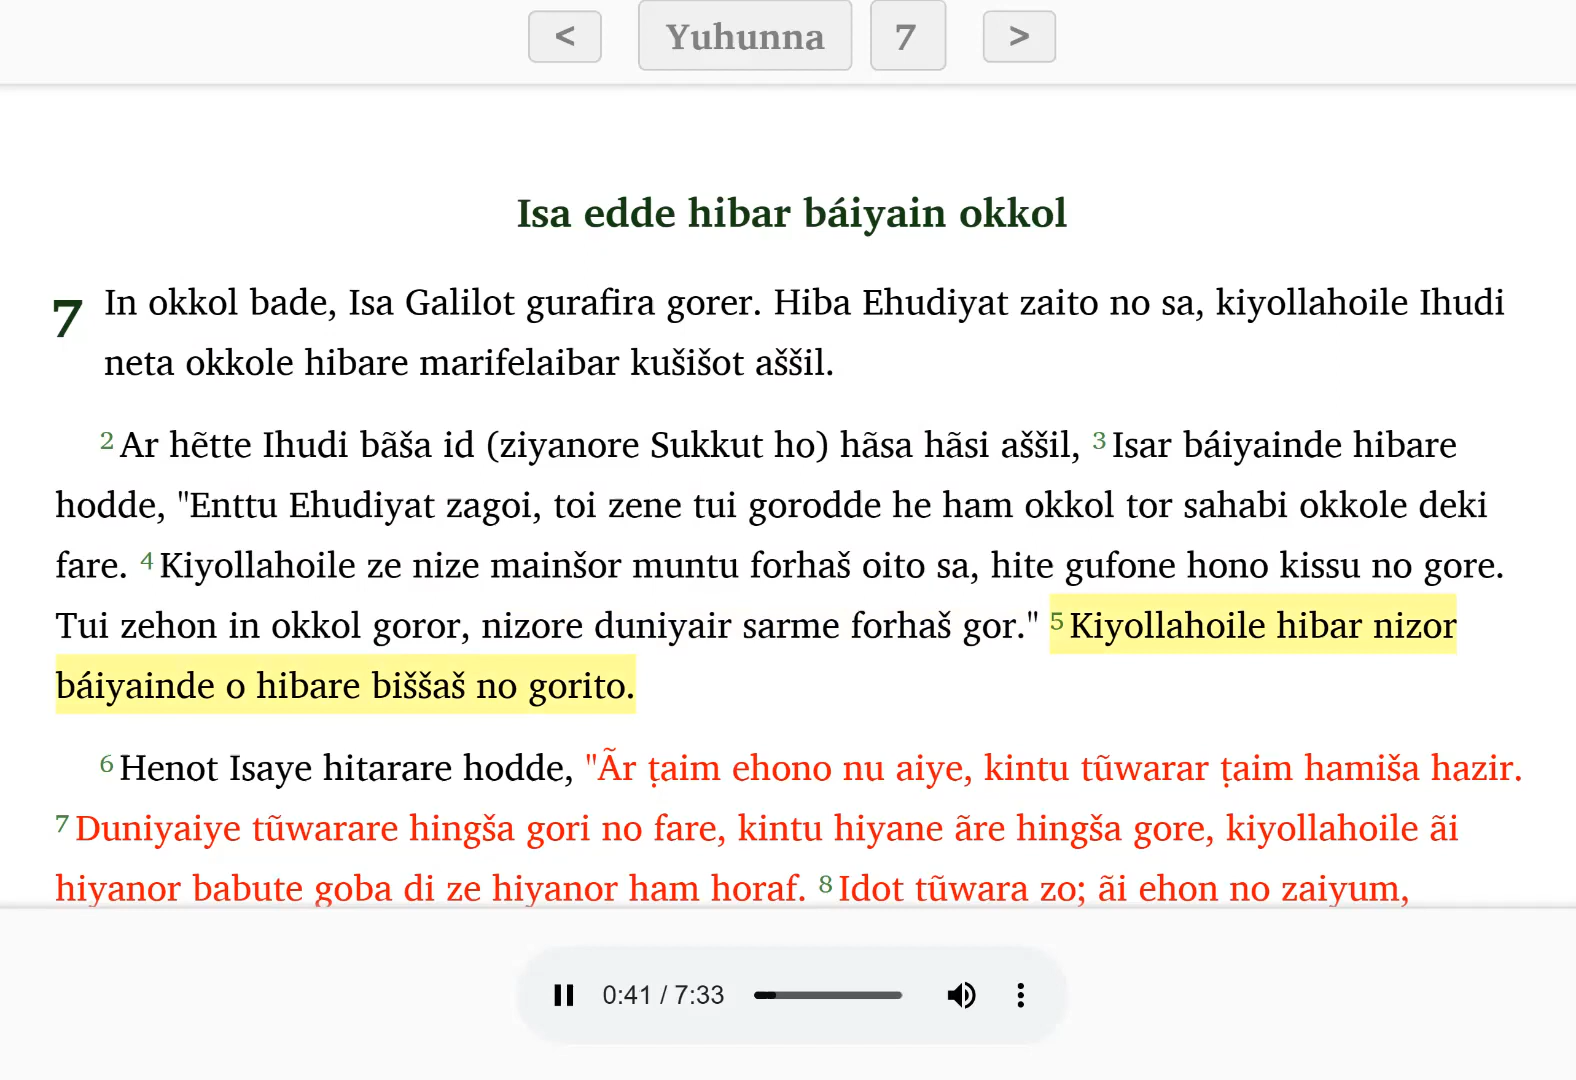 < Yuhunna 7 >
Isa edde hibar báiyain okkol
7 In okkol bade, Isa Galilot gurafira gorer. Hiba Ehudiyat zaito no sa, kiyollahoile Ihudi
neta okkole hibare marifelaibar kušišot aššil.
2 Ar hẽtte Ihudi bãša id (ziyanore Sukkut ho) hãsa hãsi aššil, 3 Isar báiyainde hibare
hodde, "Enttu Ehudiyat zagoi, toi zene tui gorodde he ham okkol tor sahabi okkole deki
fare. 4 Kiyollahoile ze nize mainšor muntu forhaš oito sa, hite gufone hono kissu no gore.
Tui zehon in okkol goror, nizore duniyair sarme forhaš gor." 5 Kiyollahoile hibar nizor
báiyainde o hibare biššaš no gorito.
6 Henot Isaye hitarare hodde, "Ãr ṭaim ehono nu aiye, kintu tũwarar ṭaim hamiša hazir.
7 Duniyaiye tũwarare hingša gori no fare, kintu hiyane ãre hingša gore, kiyollahoile ãi
hiyanor babute goba di ze hiyanor ham horaf. 8 Idot tũwara zo; ãi ehon no zaiyum,
0:41 / 7:33